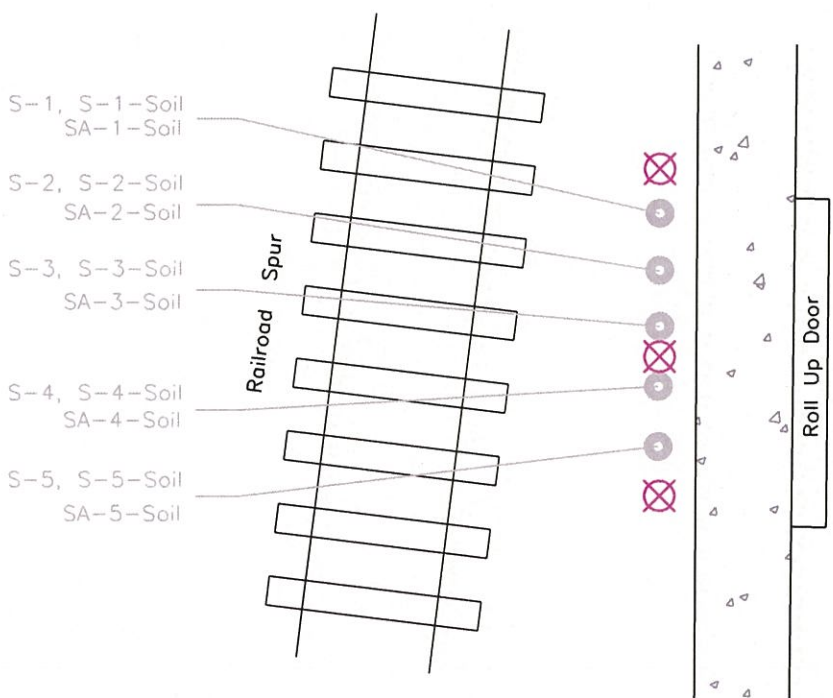 S-1, S-1-Soil
SA-1-Soil
S-2, S-2-Soil
SA-2-Soil
S-3, S-3-Soil
SA-3-Soil
S-4, S-4-Soil
SA-4-Soil
S-5, S-5-Soil
SA-5-Soil
Railroad Spur
Roll Up Door